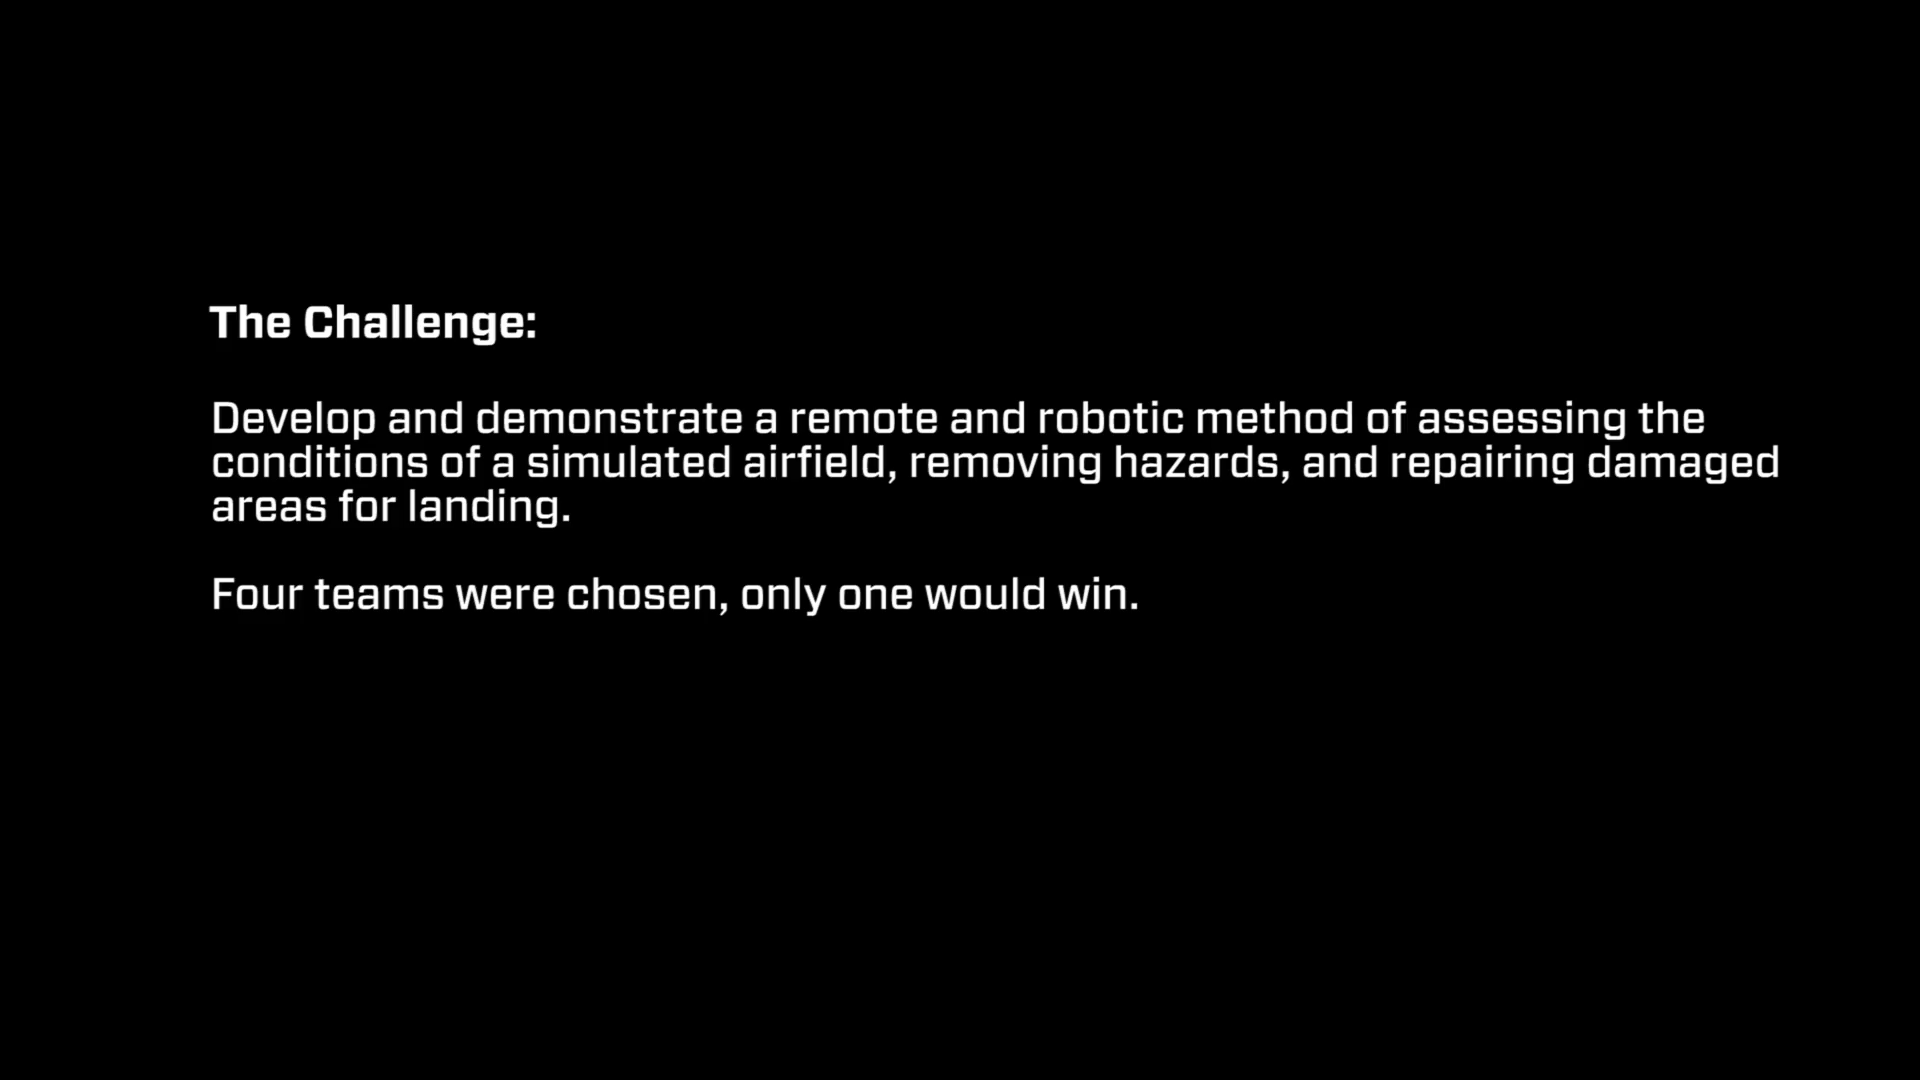 The Challenge:
Develop and demonstrate a remote and robotic method of assessing the
conditions of a simulated airfield, removing hazards, and repairing damaged
areas for landing.
Four teams were chosen, only one would win.